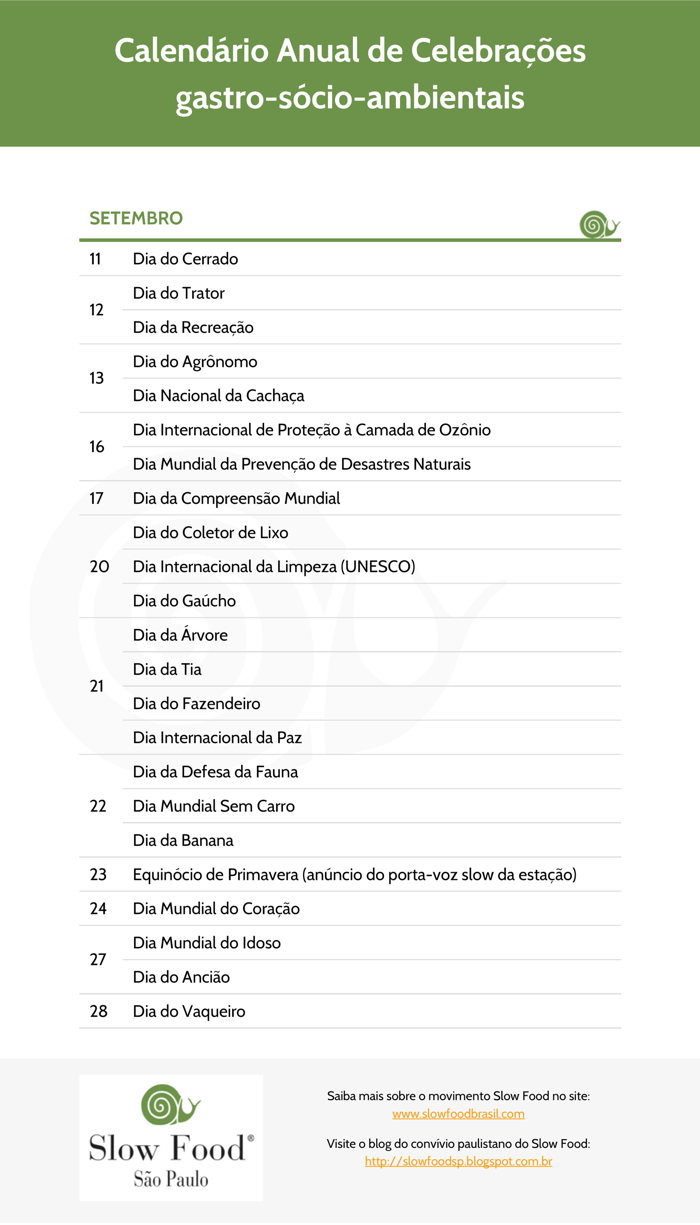 Calendário Anual de Celebrações
gastro-sócio-ambientais
SETEMBRO
11 Dia do Cerrado
12 Dia do Trator
Dia da Recreação
13 Dia do Agrônomo
Dia Nacional da Cachaça
16 Dia Internacional de Proteção à Camada de Ozônio
Dia Mundial da Prevenção de Desastres Naturais
17 Dia da Compreensão Mundial
20 Dia do Coletor de Lixo
Dia Internacional da Limpeza (UNESCO)
Dia do Gaúcho
21 Dia da Árvore
Dia da Tia
Dia do Fazendeiro
Dia Internacional da Paz
22 Dia da Defesa da Fauna
Dia Mundial Sem Carro
Dia da Banana
23 Equinócio de Primavera (anúncio do porta-voz slow da estação)
24 Dia Mundial do Coração
27 Dia Mundial do Idoso
Dia do Ancião
28 Dia do Vaqueiro
Slow Food®
São Paulo
Saiba mais sobre o movimento Slow Food no site:
www.slowfoodbrasil.com
Visite o blog do convívio paulistano do Slow Food:
http://slowfoodsp.blogspot.com.br